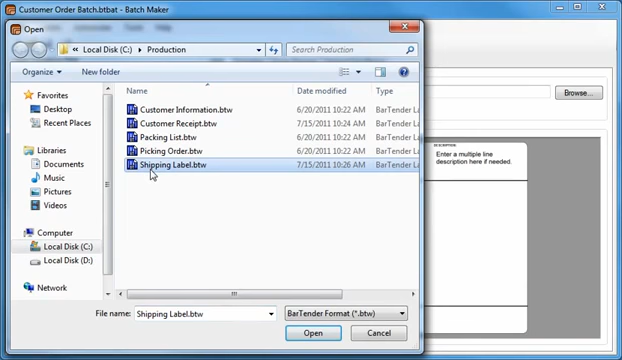 Customer Order Batch.btbat - Batch Maker
Open
Local Disk (C:) ▸ Production
Search Production
Organize
New folder
Name
Date modified
Type
Favorites
Desktop
Recent Places
Libraries
Documents
Music
Pictures
Videos
Computer
Local Disk (C:)
Local Disk (D:)
Network
Customer Information.btw 6/20/2011 10:22 AM BarTender L
Customer Receipt.btw 7/15/2011 10:24 AM BarTender L
Packing List.btw 6/20/2011 10:22 AM BarTender L
Picking Order.btw 6/20/2011 10:22 AM BarTender L
Shipping Label.btw 7/15/2011 10:26 AM BarTender L
File name: Shipping Label.btw
BarTender Format (*.btw)
Open
Cancel
Browse...
DESCRIPTION:
Enter a multiple line
description here if needed.